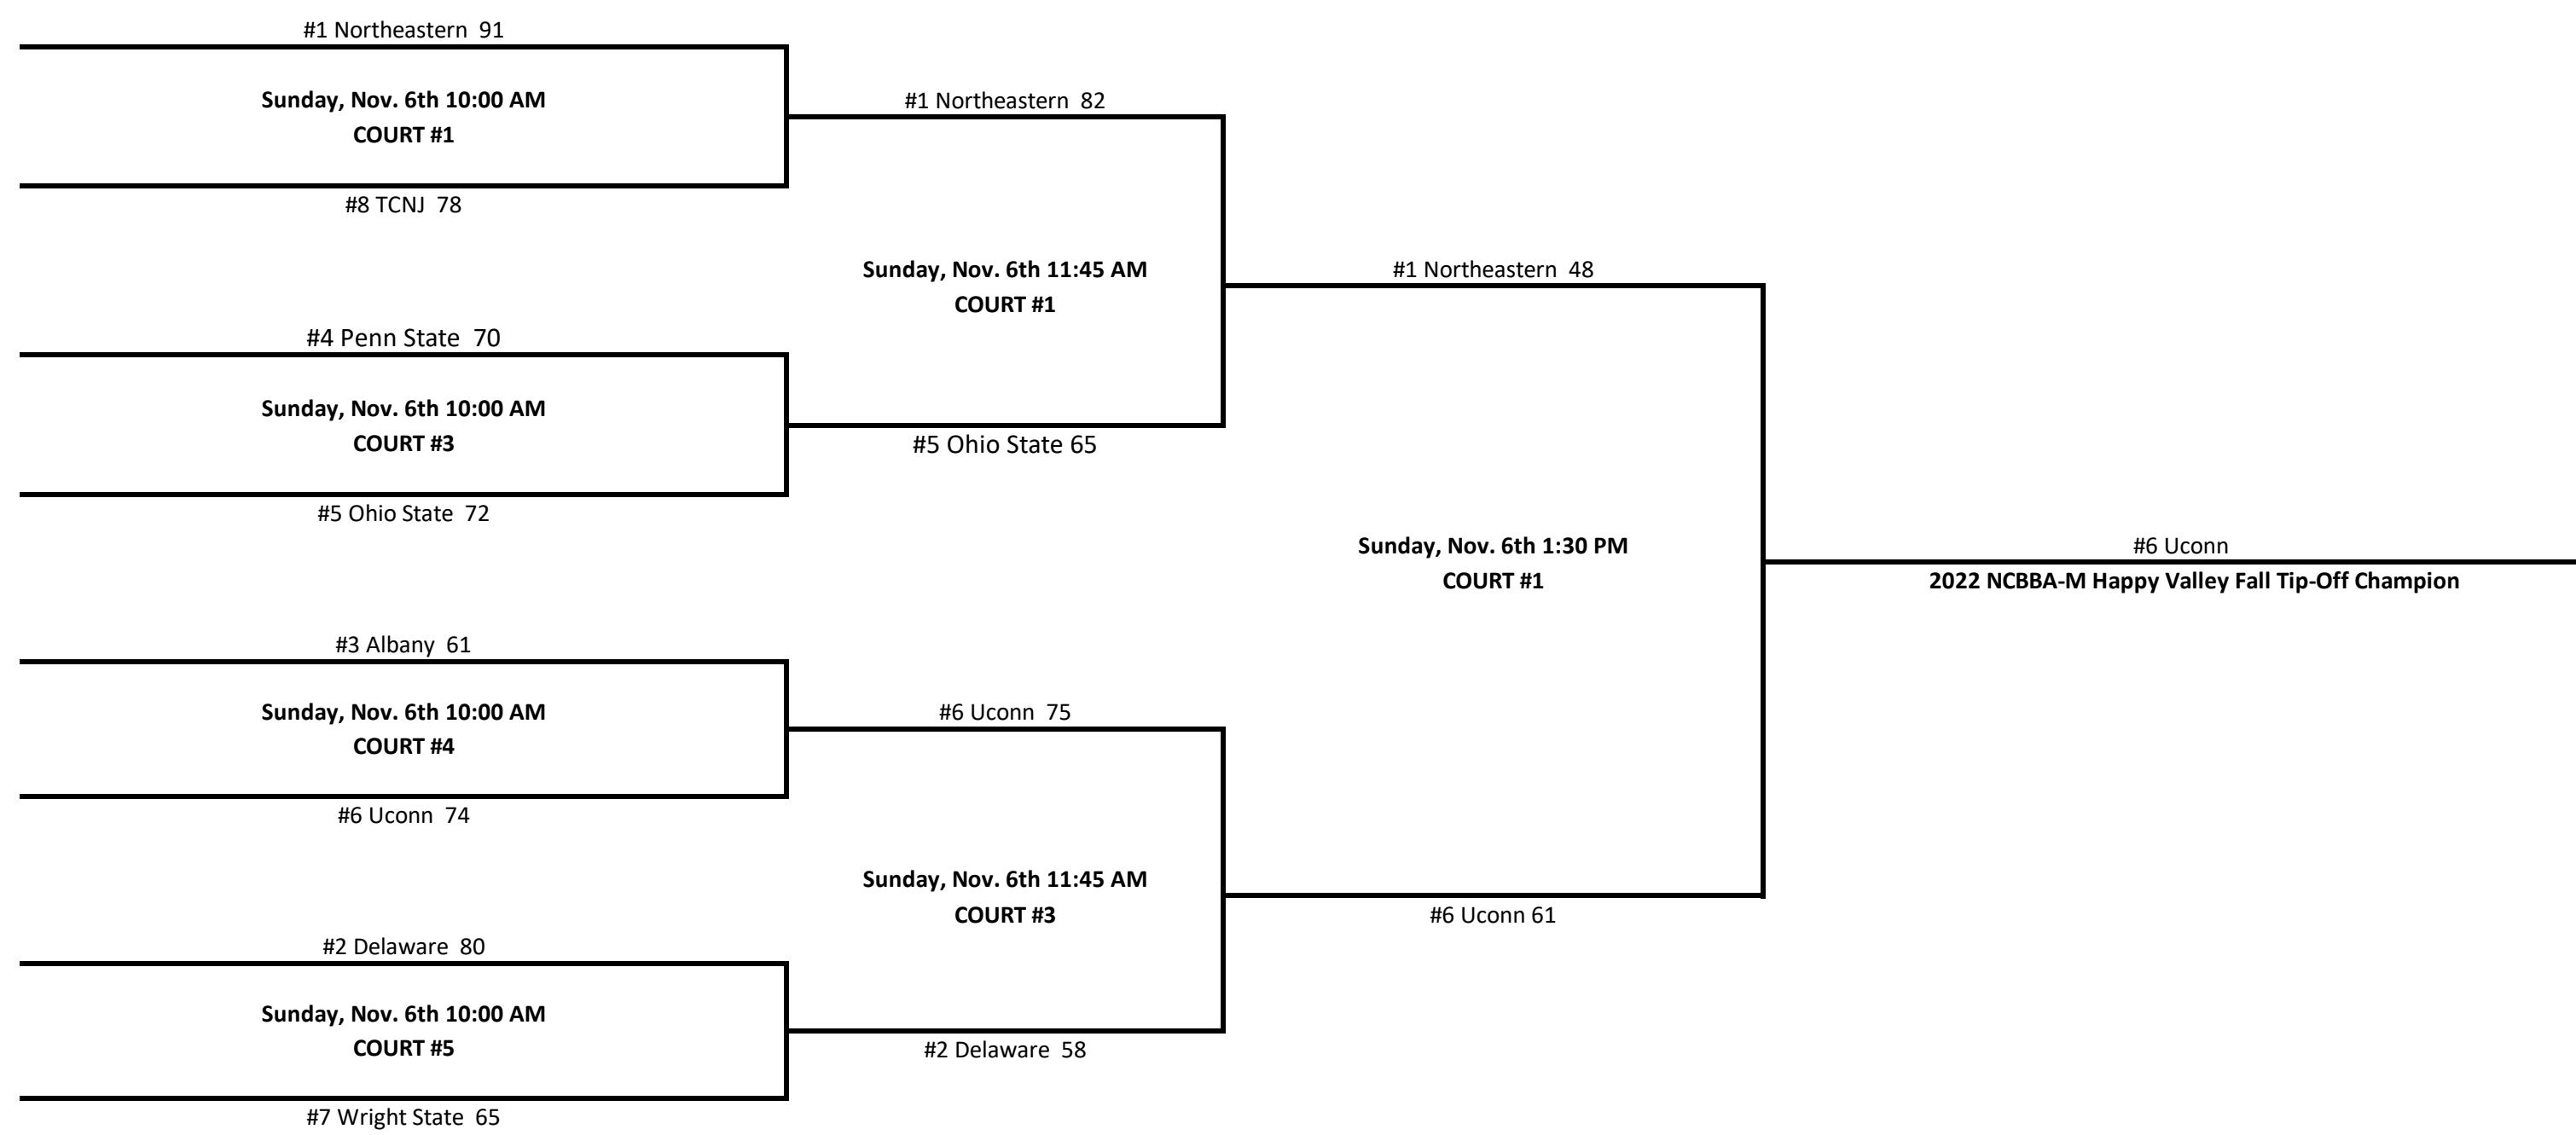 #1 Northeastern  91
Sunday, Nov. 6th 10:00 AM
COURT #1
#8 TCNJ  78
#4 Penn State  70
Sunday, Nov. 6th 10:00 AM
COURT #3
#5 Ohio State  72
#3 Albany  61
Sunday, Nov. 6th 10:00 AM
COURT #4
#6 Uconn  74
#2 Delaware  80
Sunday, Nov. 6th 10:00 AM
COURT #5
#7 Wright State  65
#1 Northeastern  82
Sunday, Nov. 6th 11:45 AM
COURT #1
#5 Ohio State 65
#6 Uconn  75
Sunday, Nov. 6th 11:45 AM
COURT #3
#2 Delaware  58
#1 Northeastern  48
Sunday, Nov. 6th 1:30 PM
COURT #1
#6 Uconn 61
#6 Uconn
2022 NCBBA-M Happy Valley Fall Tip-Off Champion